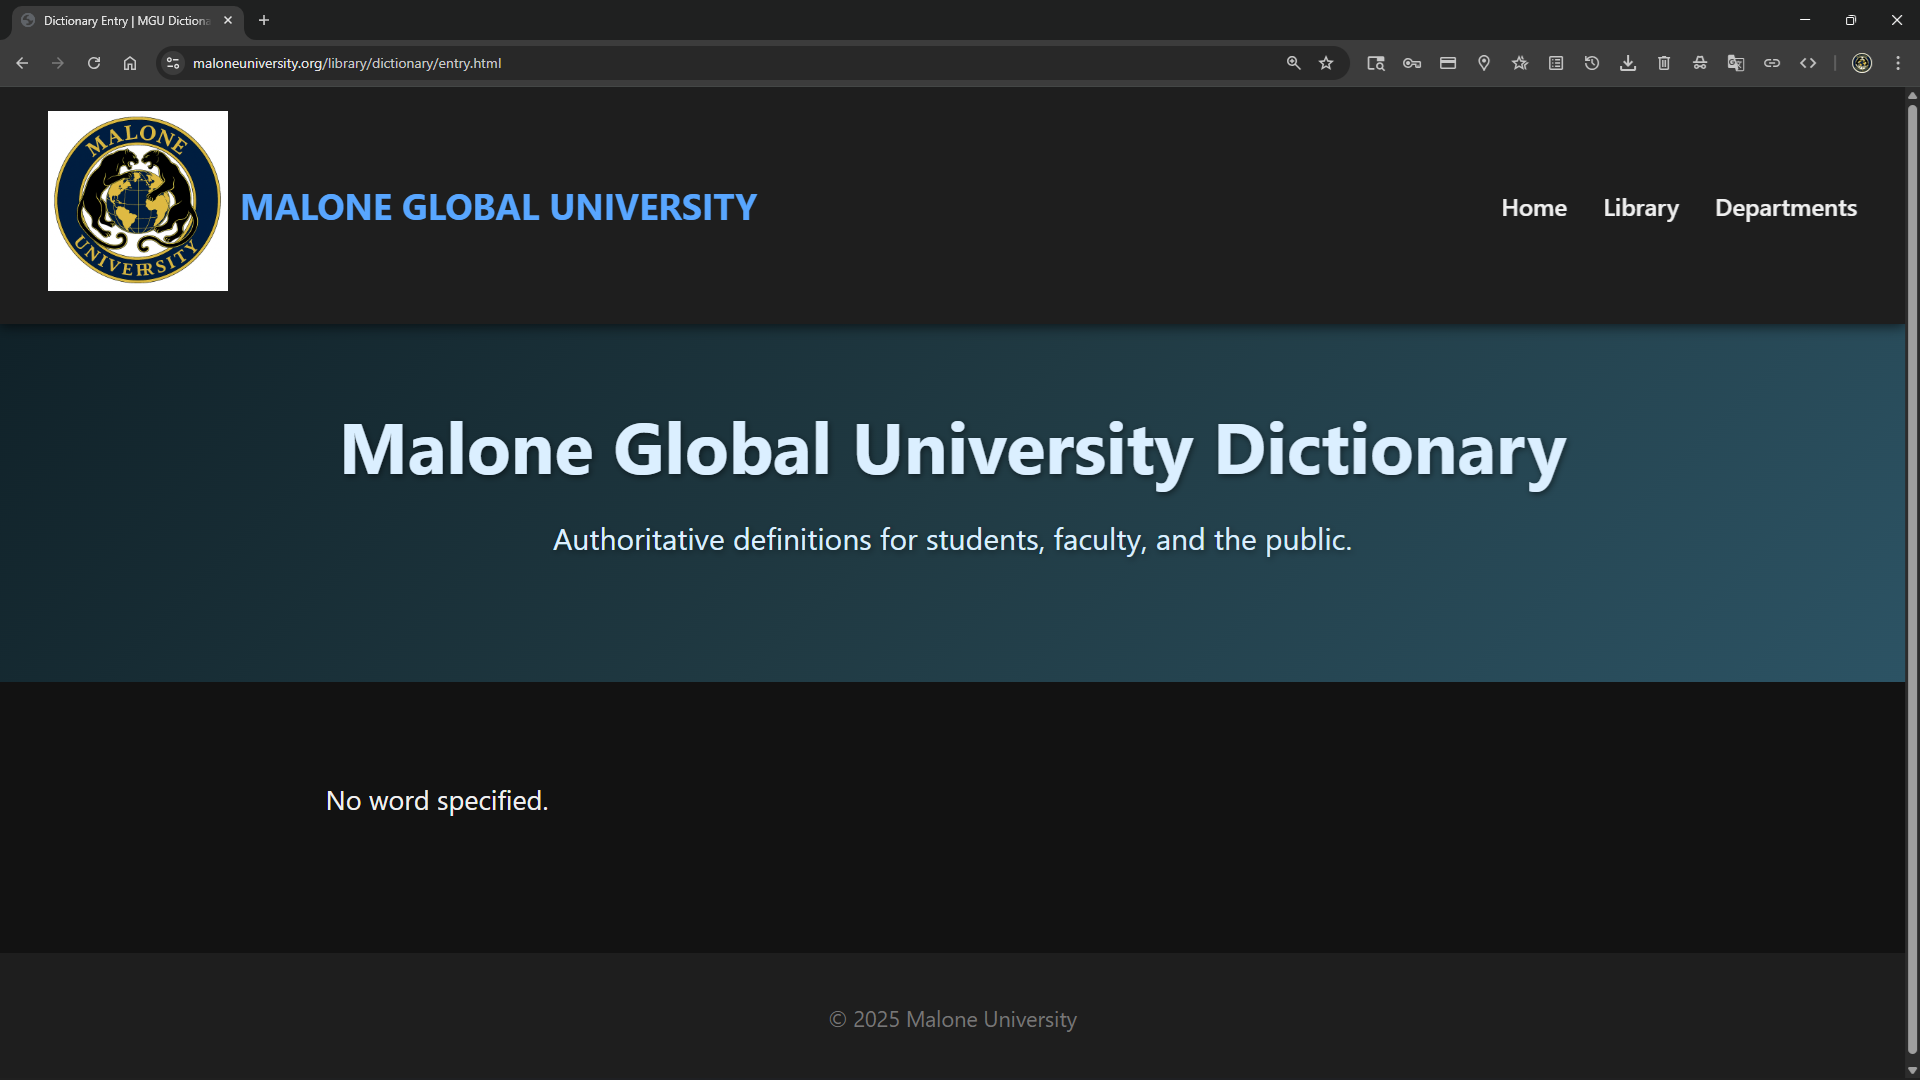 Dictionary Entry | MGU Dictiona
maloneuniversity.org/library/dictionary/entry.html
MALONE
UNIVERSITY
MALONE GLOBAL UNIVERSITY
Home
Library
Departments
Malone Global University Dictionary
Authoritative definitions for students, faculty, and the public.
No word specified.
© 2025 Malone University